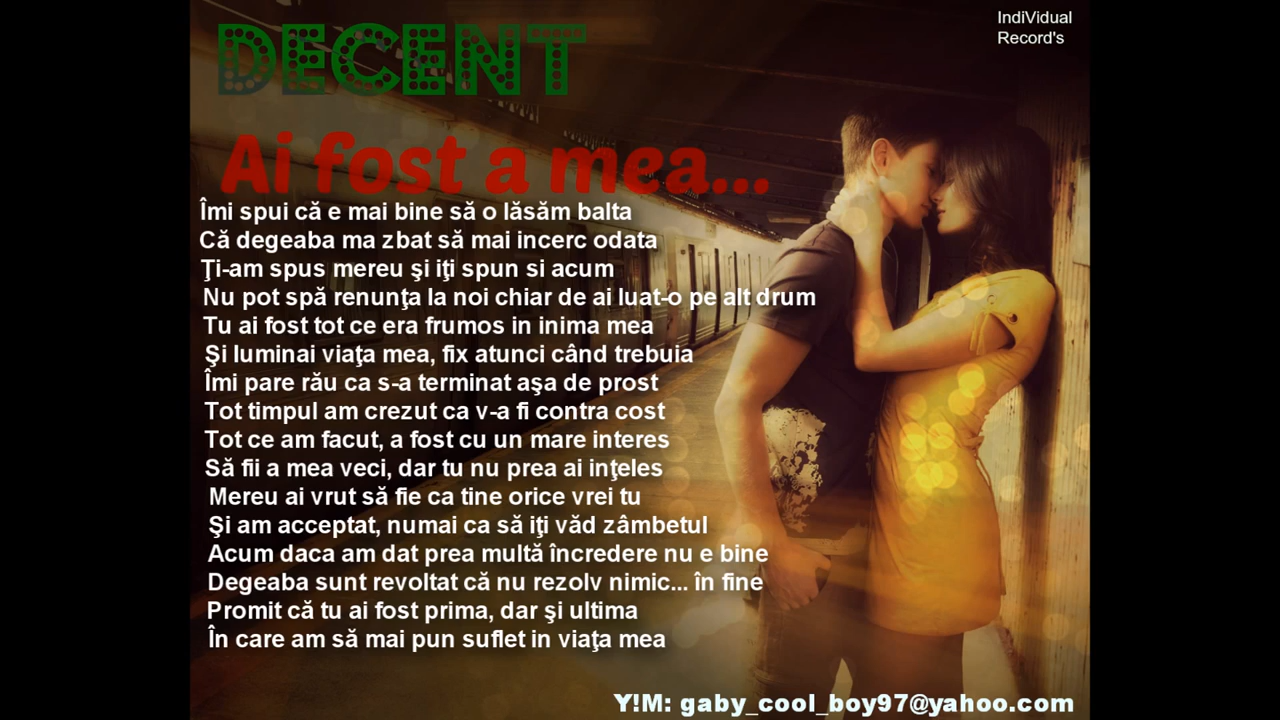 DECENT
IndiVidual
Record's
Ai fost a mea...
Îmi spui că e mai bine să o lăsăm balta
Că degeaba ma zbat să mai incerc odata
Ţi-am spus mereu şi iţi spun si acum
Nu pot spă renunţa la noi chiar de ai luat-o pe alt drum
Tu ai fost tot ce era frumos in inima mea
Şi luminai viaţa mea, fix atunci când trebuia
Îmi pare rău ca s-a terminat aşa de prost
Tot timpul am crezut ca v-a fi contra cost
Tot ce am facut, a fost cu un mare interes
Să fii a mea veci, dar tu nu prea ai inţeles
Mereu ai vrut să fie ca tine orice vrei tu
Şi am acceptat, numai ca să iţi văd zâmbetul
Acum daca am dat prea multă încredere nu e bine
Degeaba sunt revoltat că nu rezolv nimic... în fine
Promit că tu ai fost prima, dar şi ultima
În care am să mai pun suflet in viaţa mea
Y!M: gaby_cool_boy97@yahoo.com